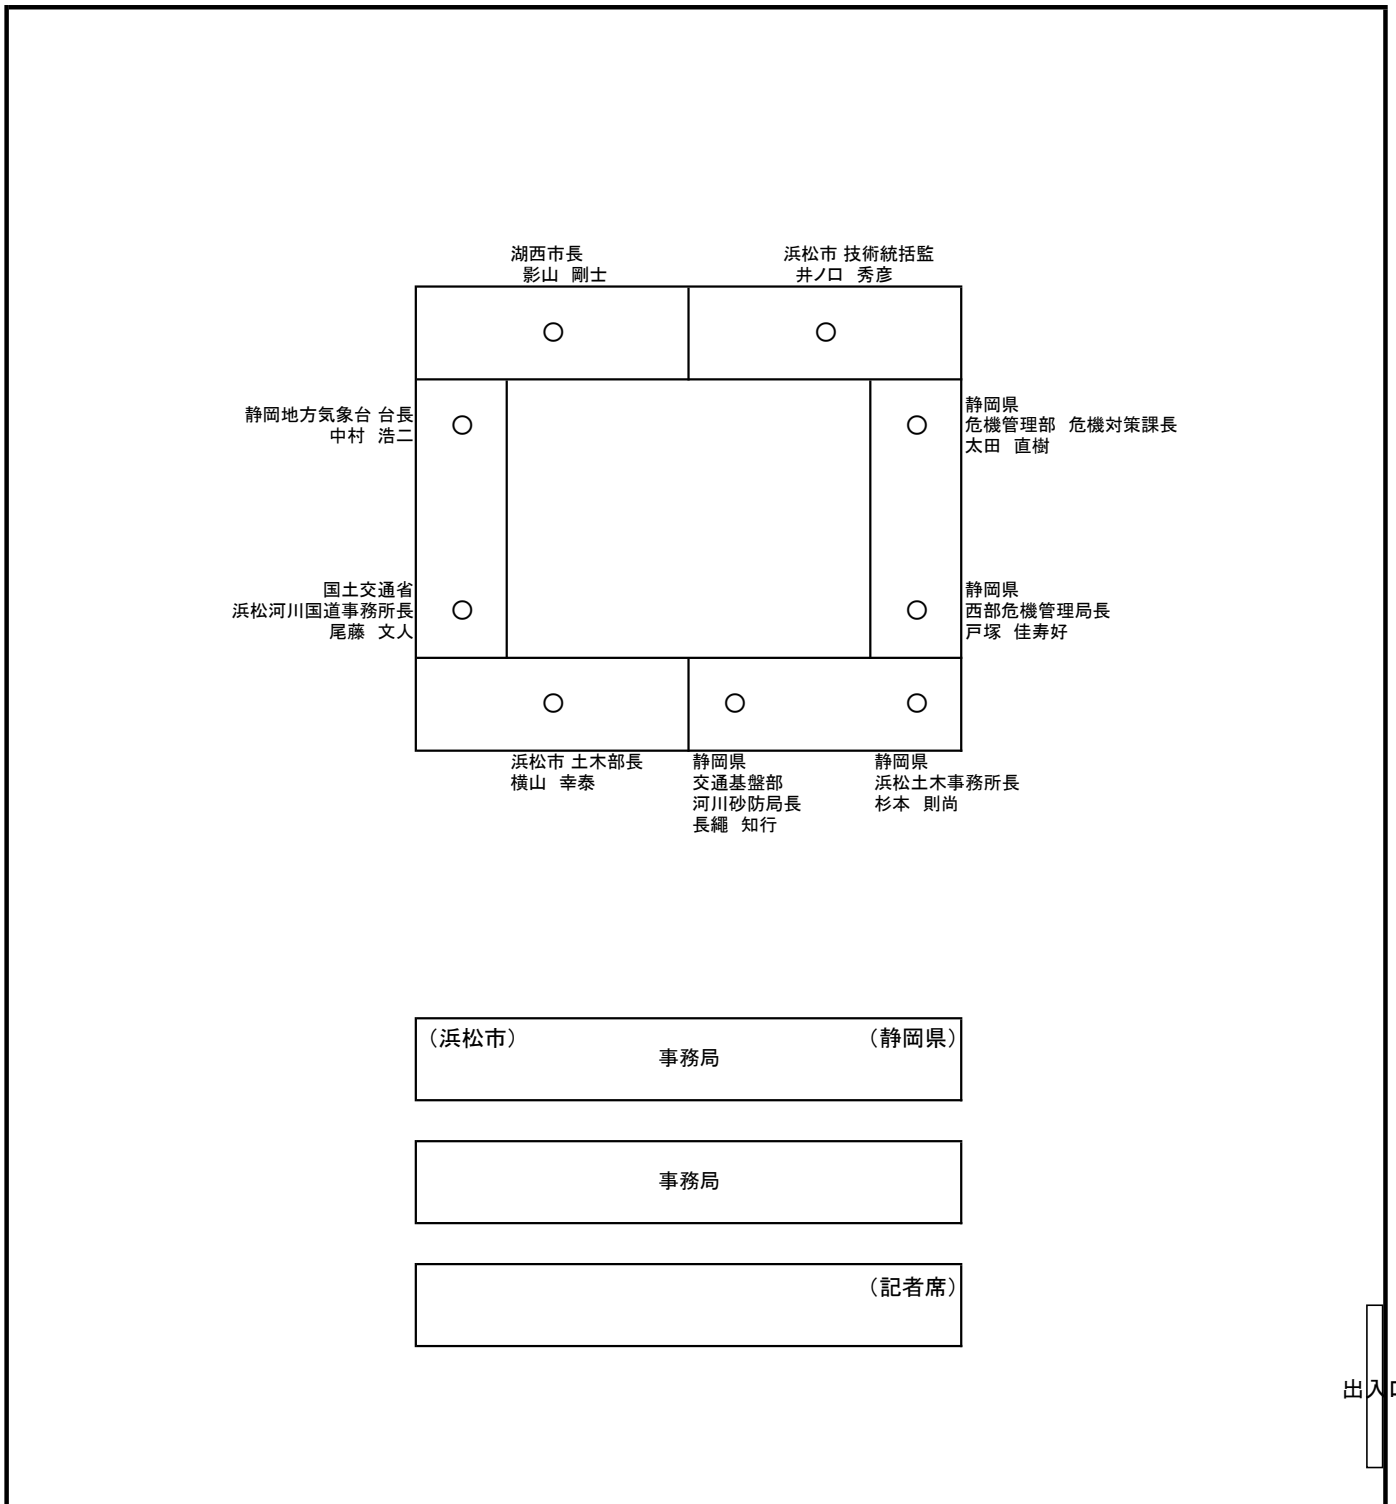 湖西市長
影山　剛士
浜松市 技術統括監
井ノ口　秀彦
静岡地方気象台 台長
中村　浩二
静岡県
危機管理部　危機対策課長
太田　直樹
国土交通省
浜松河川国道事務所長
尾藤　文人
静岡県
西部危機管理局長
戸塚　佳寿好
浜松市 土木部長
横山　幸泰
静岡県
交通基盤部
河川砂防局長
長繩　知行
静岡県
浜松土木事務所長
杉本　則尚
（浜松市）
（静岡県）
事務局
事務局
（記者席）
出入口